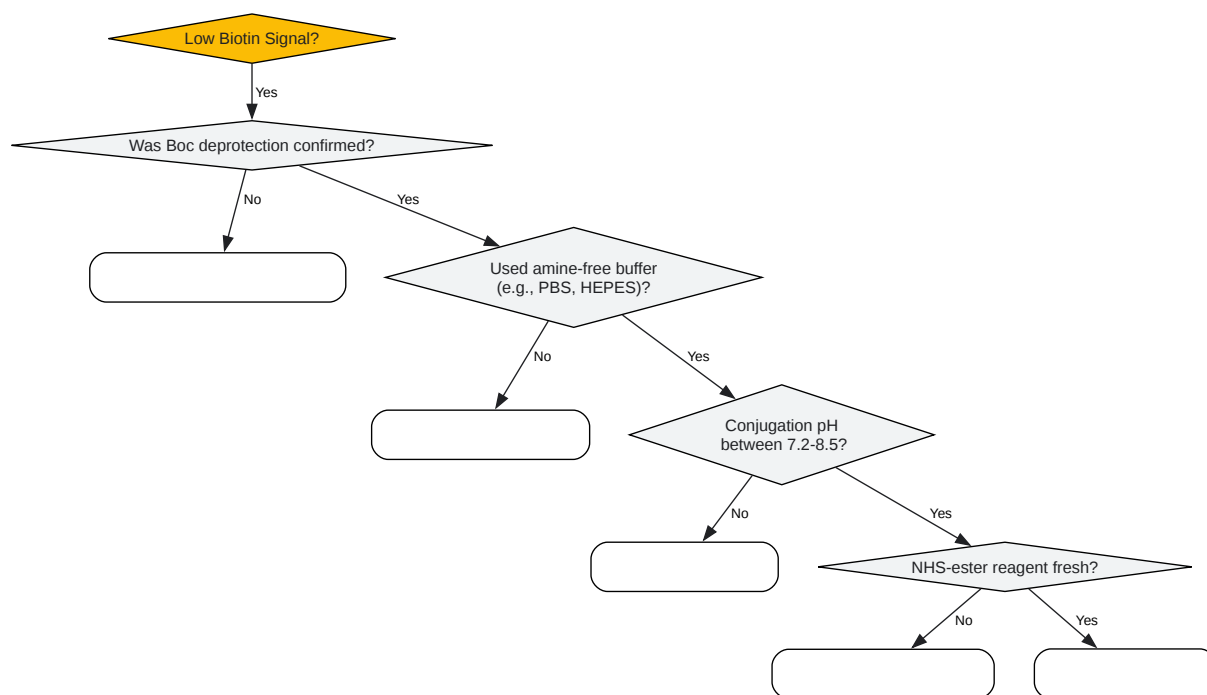 Low Biotin Signal?
Yes
Was Boc deprotection confirmed?
No
Yes
Used amine-free buffer
(e.g., PBS, HEPES)?
No
Yes
Conjugation pH
between 7.2-8.5?
No
Yes
NHS-ester reagent fresh?
No
Yes